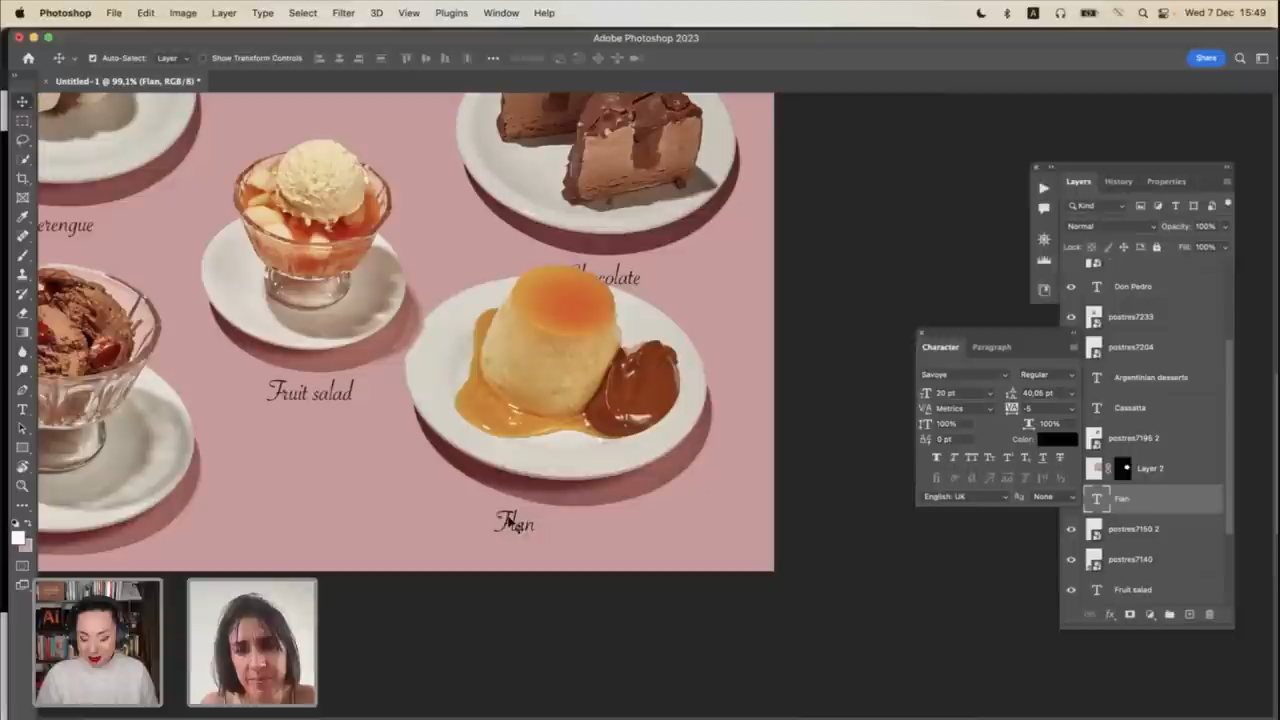 Photoshop File Edit Image Layer Type Select Filter 3D View Plugins Window Help
A
Wed 7 Dec 15:49
Adobe Photoshop 2023
Auto-Select: Layer Show Transform Controls
Share
Untitled-1 @ 99,1% (Flan, RGB/8) *
Layers History Properties
Kind
Normal Opacity: 100%
Lock: Fill: 100%
Don Pedro
postres7233
postres7204
Argentinian desserts
Cassatta
postres7195 2
Layer 2
Flan
postres7150 2
postres7140
Fruit salad
Character Paragraph
Savoye Regular
20 pt 40,05 pt
Metrics -5
100% 100%
0 pt Color:
English: UK None
erengue
Fruit salad
Flan
Ai